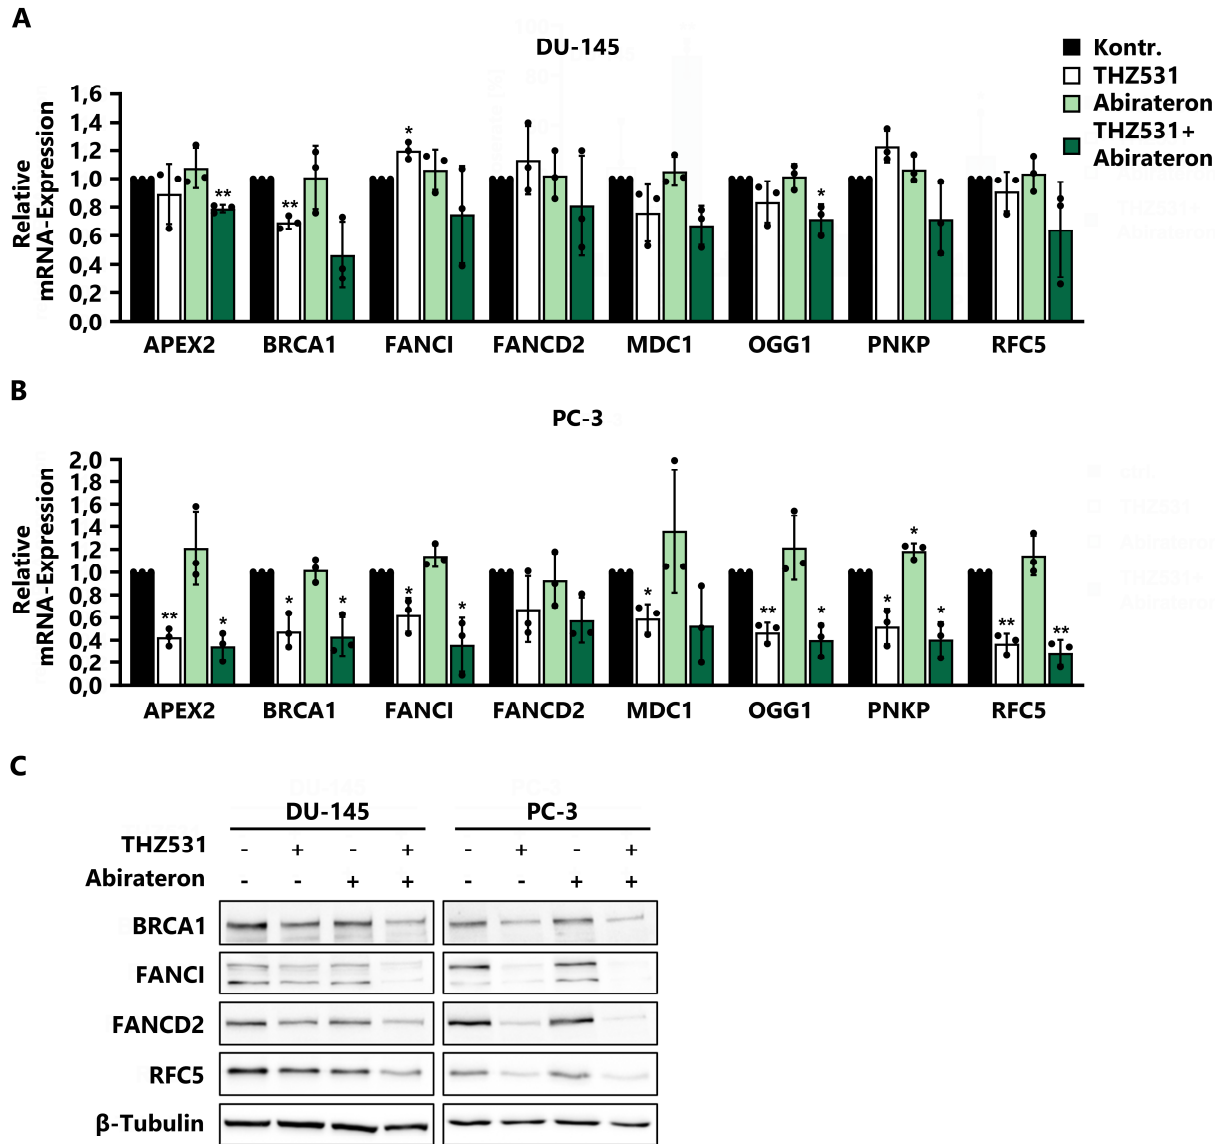 A
DU-145
Kontr.
THZ531
Abirateron
THZ531+
Abirateron
Relative
mRNA-Expression
1,6
1,4
1,2
1,0
0,8
0,6
0,4
0,2
0,0
*
**
**
*
APEX2 BRCA1 FANCI FANCD2 MDC1 OGG1 PNKP RFC5
B
PC-3
Relative
mRNA-Expression
2,0
1,8
1,6
1,4
1,2
1,0
0,8
0,6
0,4
0,2
0,0
** * * * * * * ** * * * * ** **
APEX2 BRCA1 FANCI FANCD2 MDC1 OGG1 PNKP RFC5
C
DU-145 PC-3
THZ531 - + - + - + - +
Abirateron - - + + - - + +
BRCA1
FANCI
FANCD2
RFC5
β-Tubulin